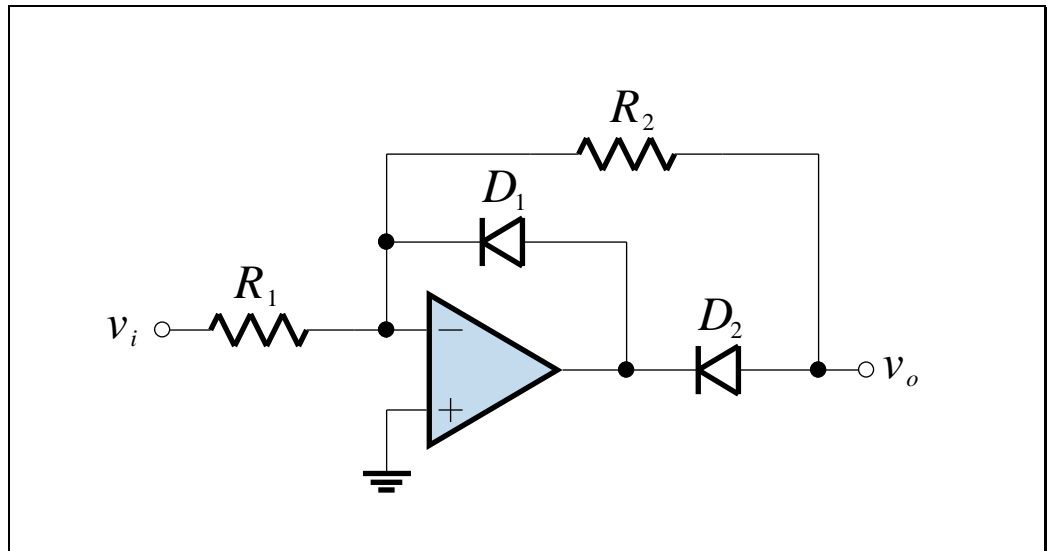 R₂
D₁
R₁
vᵢ
−
D₂
vₒ
+